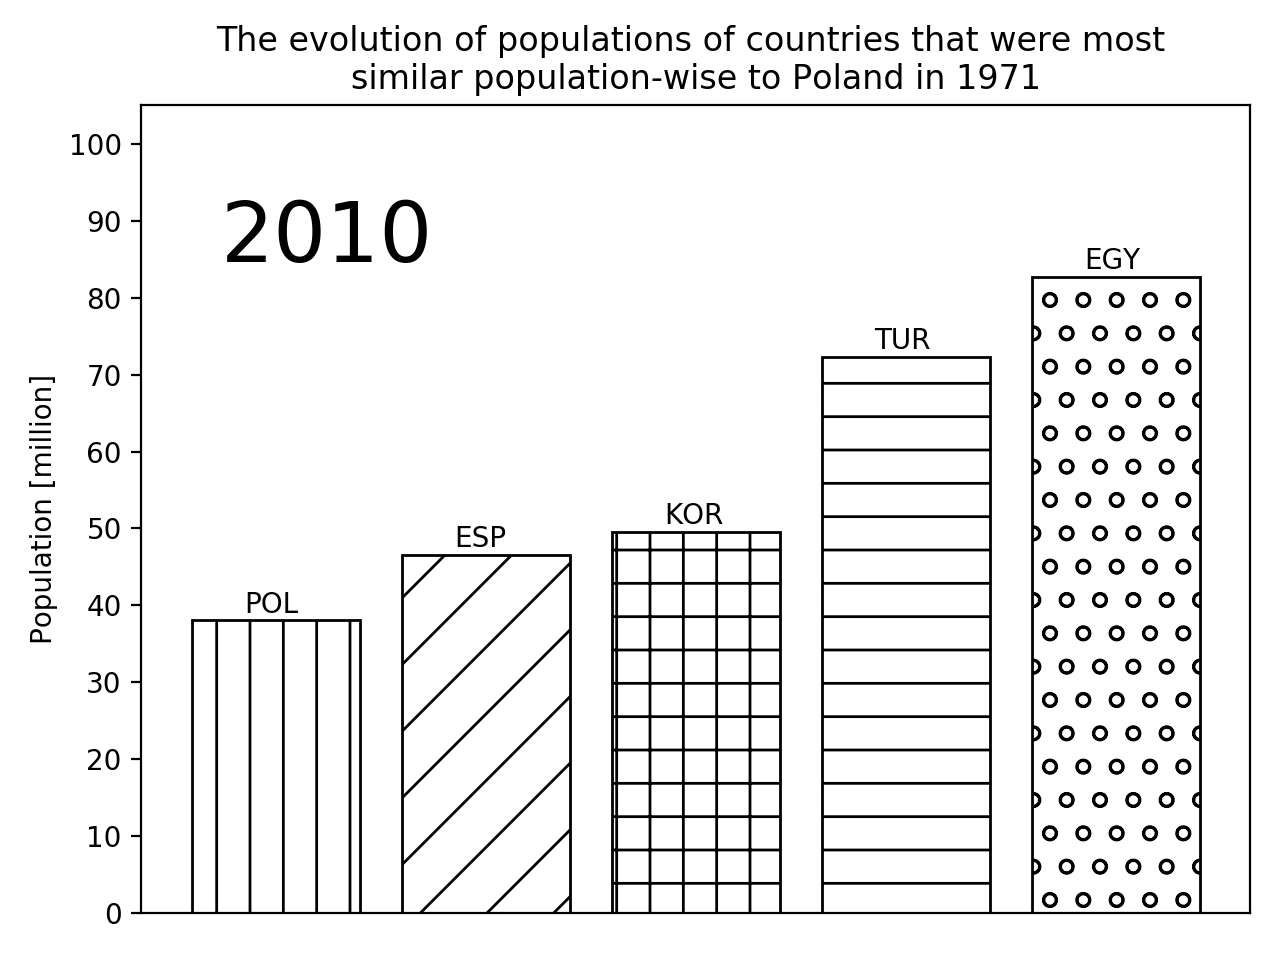 The evolution of populations of countries that were most
similar population-wise to Poland in 1971
Population [million]
100
90
80
70
60
50
40
30
20
10
0
2010
POL
ESP
KOR
TUR
EGY